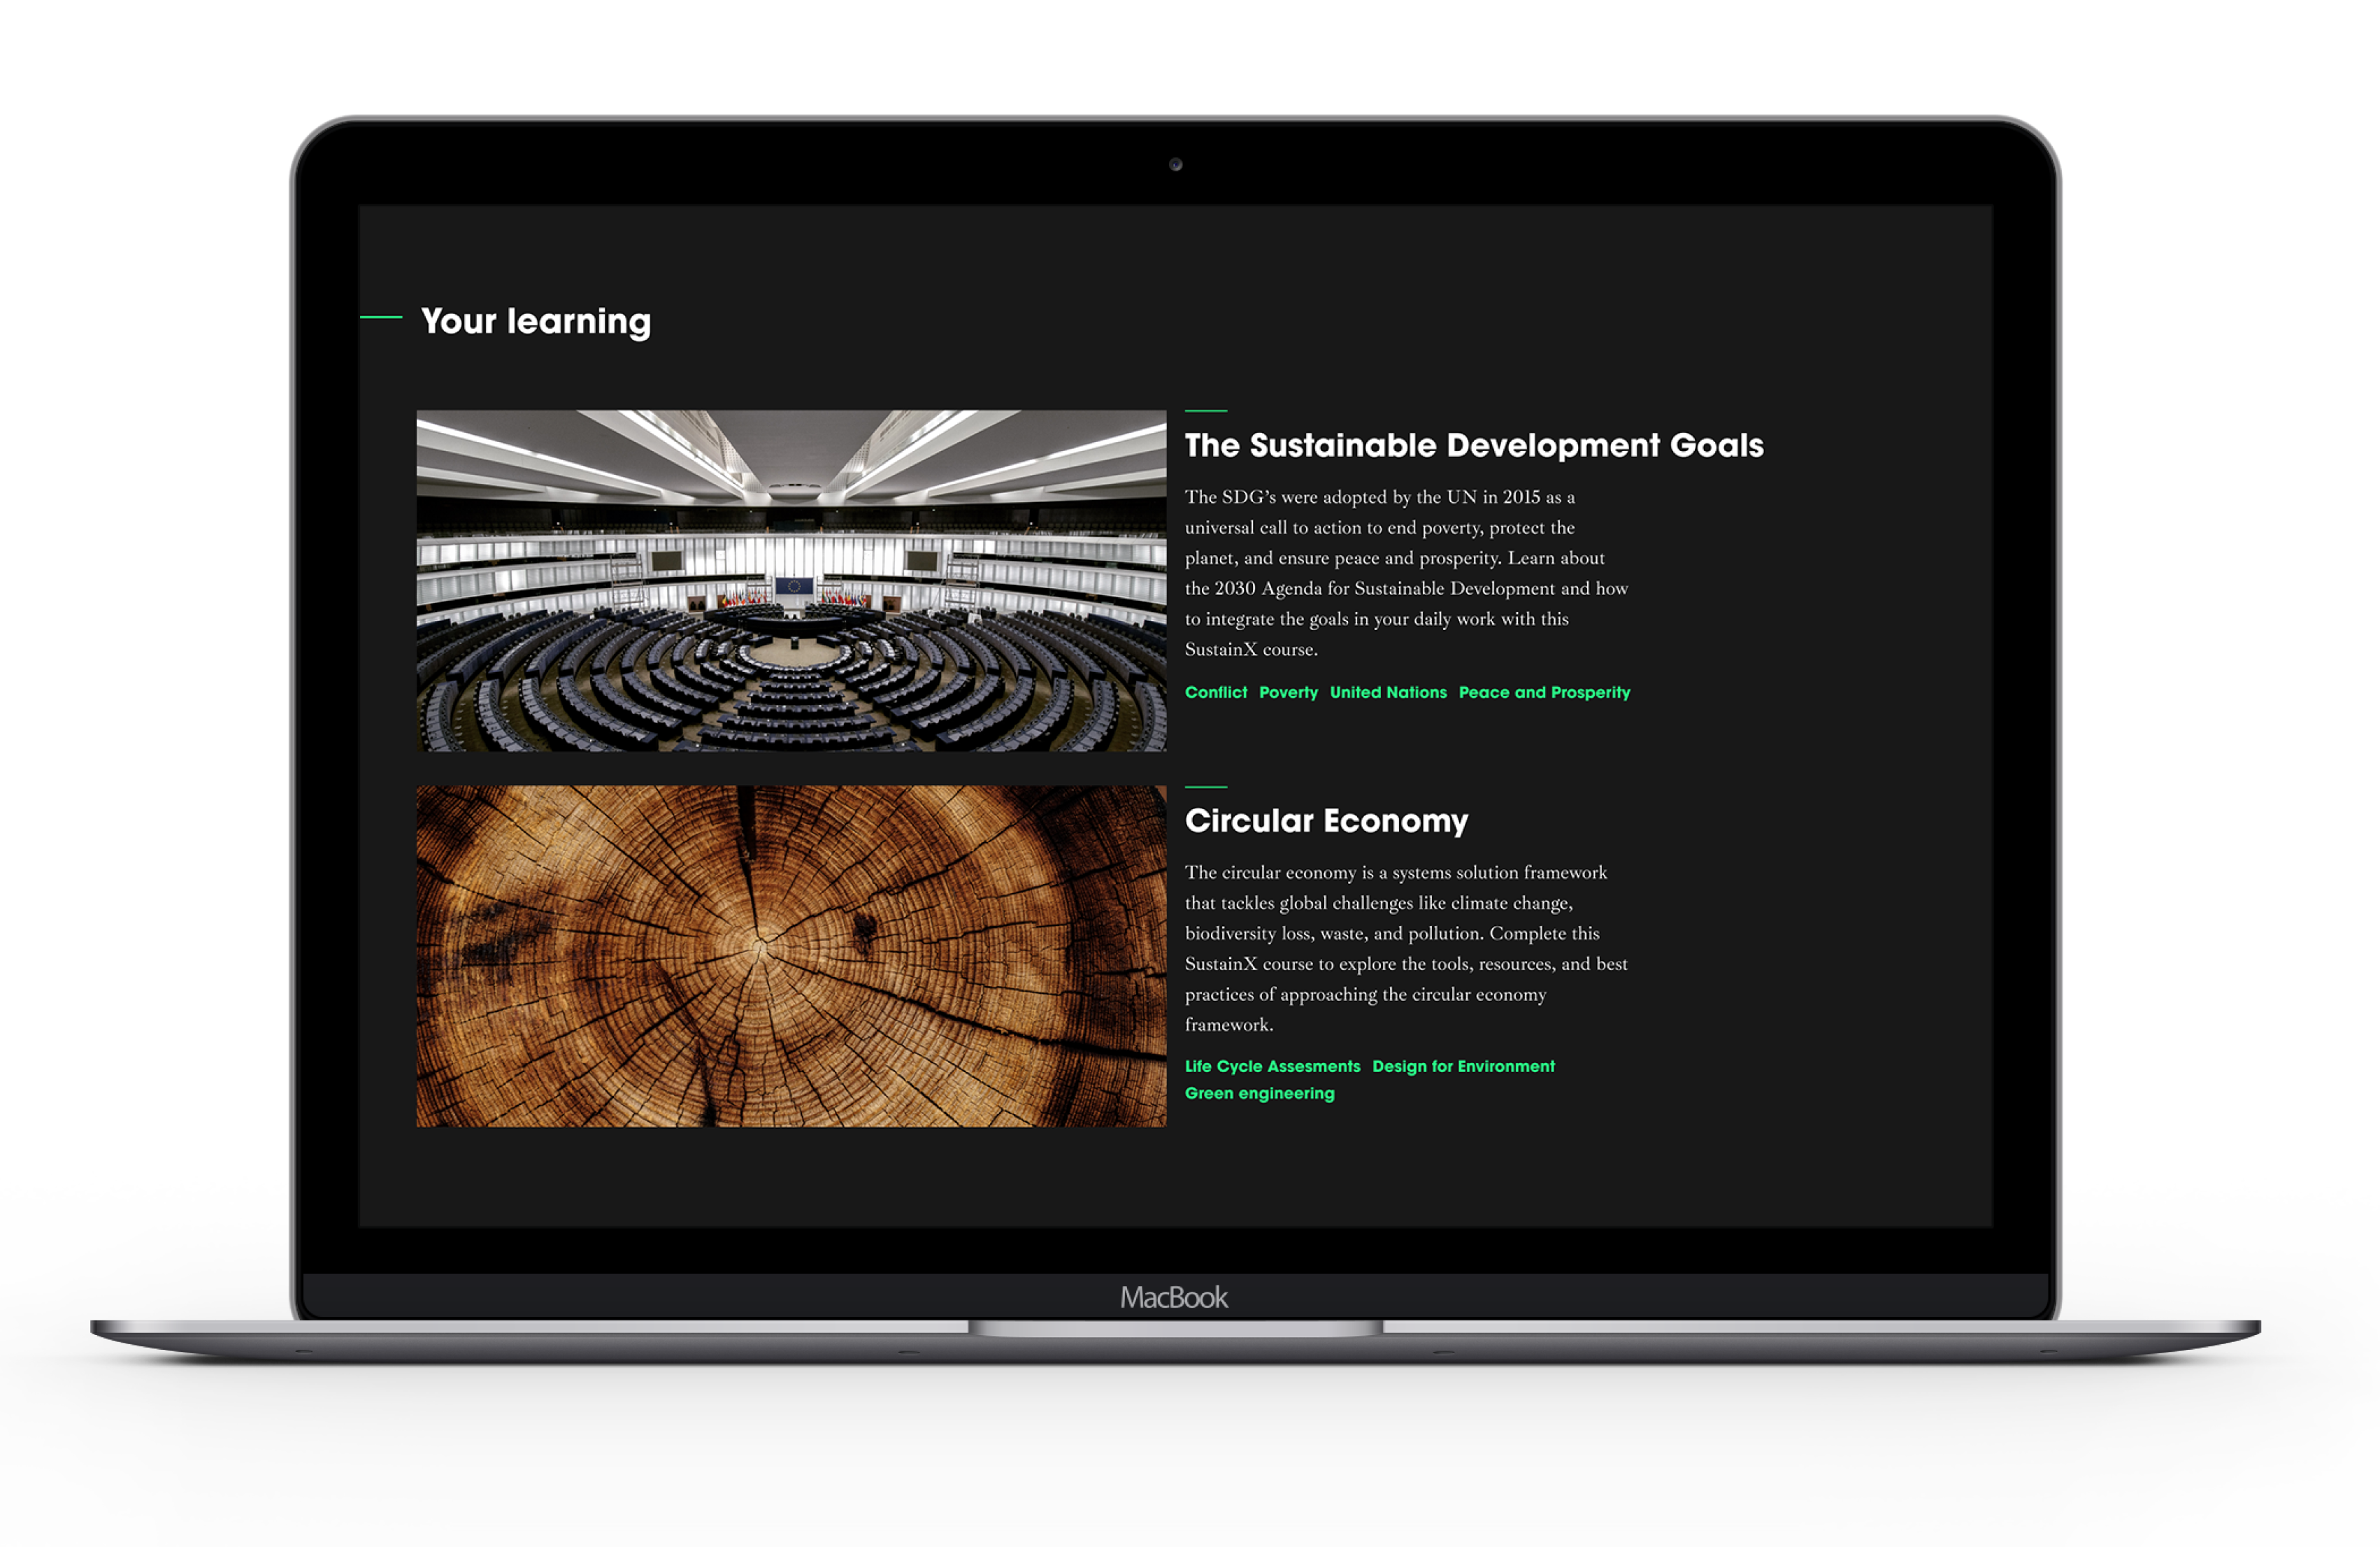 Your learning
The Sustainable Development Goals
The SDG’s were adopted by the UN in 2015 as a
universal call to action to end poverty, protect the
planet, and ensure peace and prosperity. Learn about
the 2030 Agenda for Sustainable Development and how
to integrate the goals in your daily work with this
SustainX course.
Conflict Poverty United Nations Peace and Prosperity
Circular Economy
The circular economy is a systems solution framework
that tackles global challenges like climate change,
biodiversity loss, waste, and pollution. Complete this
SustainX course to explore the tools, resources, and best
practices of approaching the circular economy
framework.
Life Cycle Assesments Design for Environment
Green engineering
MacBook